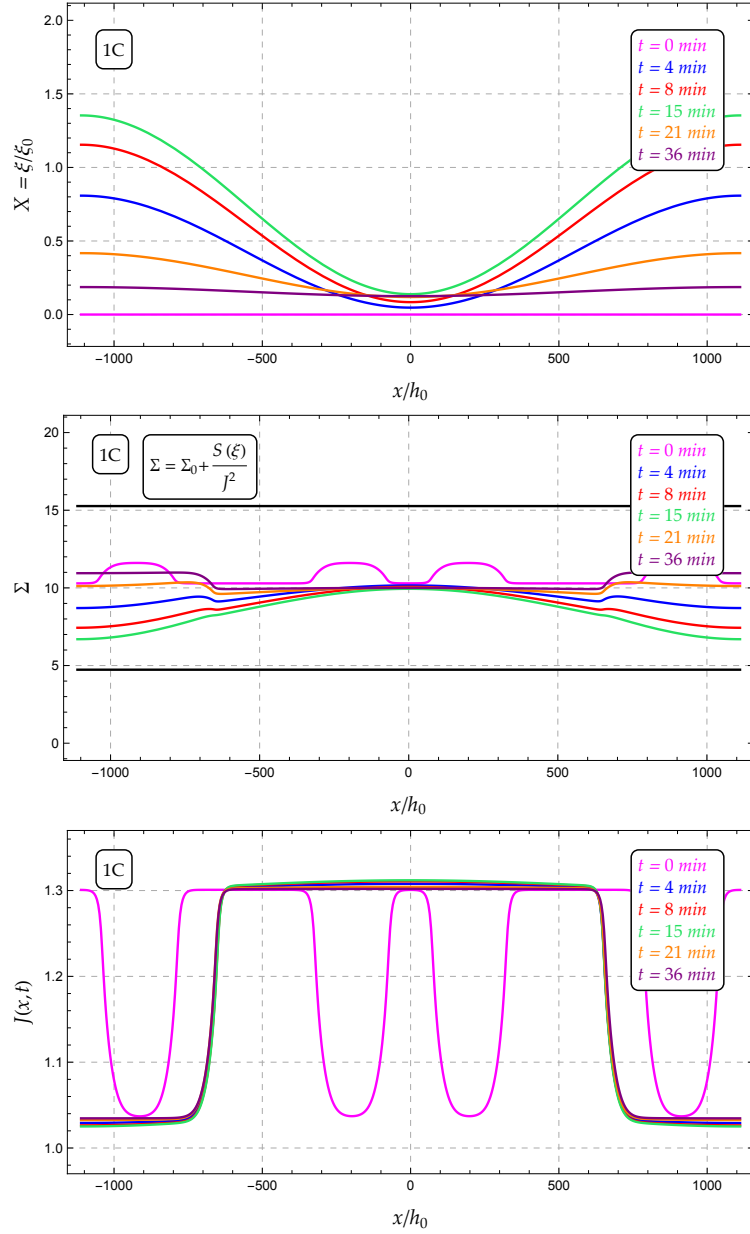 1C
t = 0 min
t = 4 min
t = 8 min
t = 15 min
t = 21 min
t = 36 min
X = ξ/ξ₀
2.0
1.5
1.0
0.5
0.0
−1000 −500 0 500 1000
x/h₀
1C
Σ = Σ₀ + S(ξ)/J²
t = 0 min
t = 4 min
t = 8 min
t = 15 min
t = 21 min
t = 36 min
Σ
20
15
10
5
0
−1000 −500 0 500 1000
x/h₀
1C
t = 0 min
t = 4 min
t = 8 min
t = 15 min
t = 21 min
t = 36 min
J(x,t)
1.3
1.2
1.1
1.0
−1000 −500 0 500 1000
x/h₀